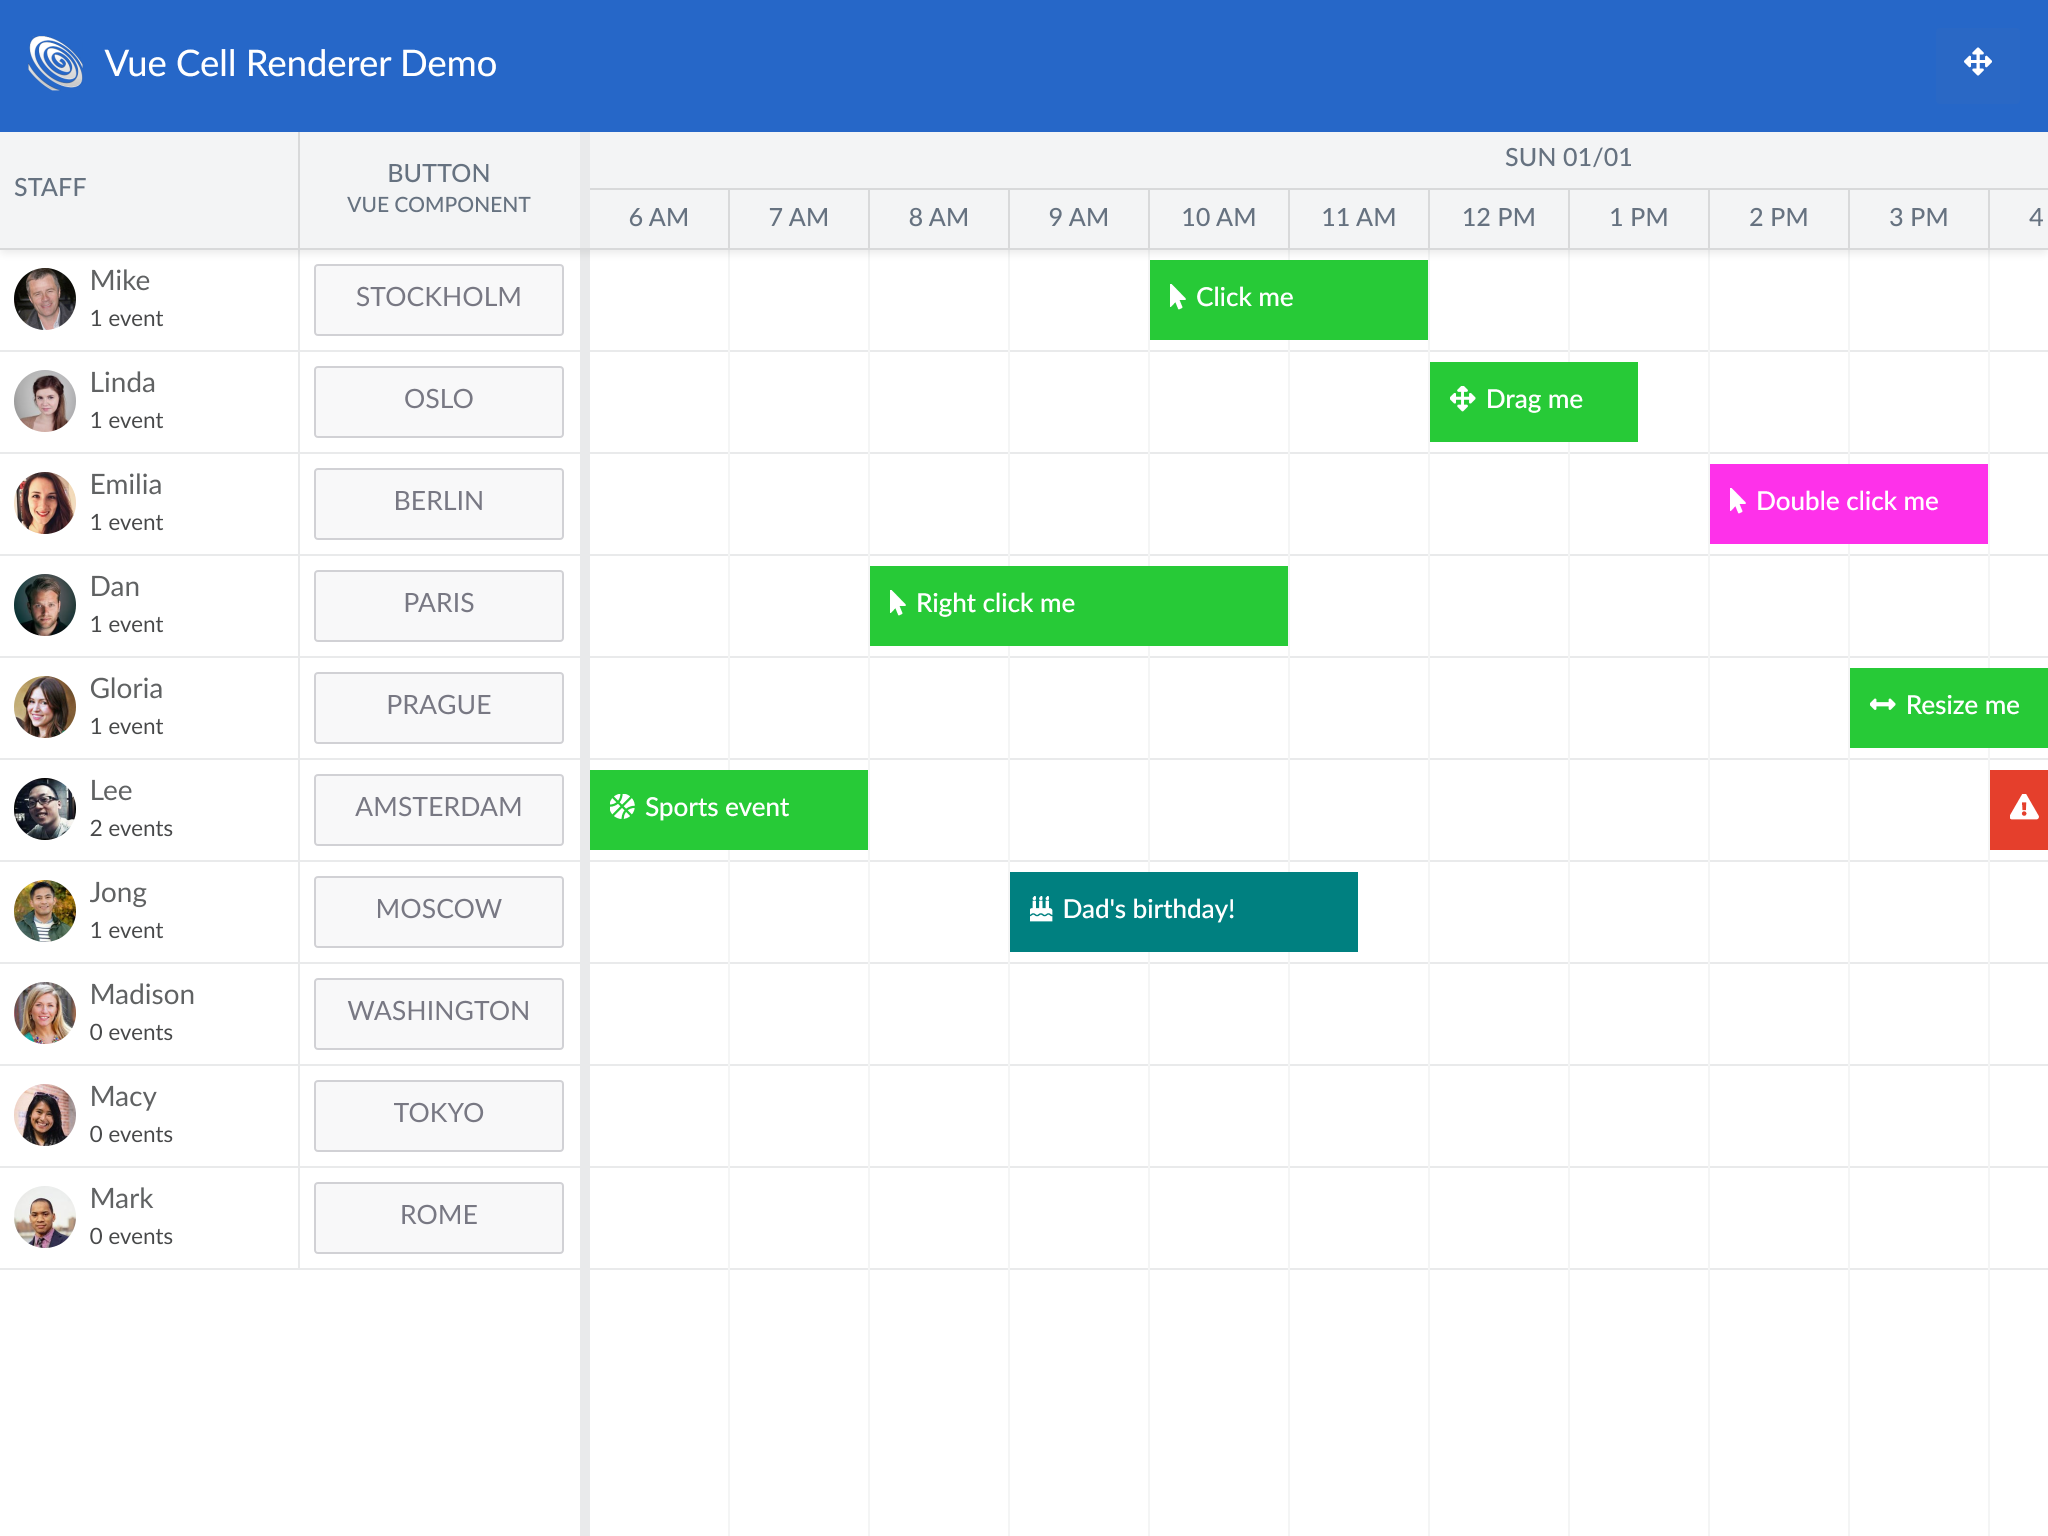 Vue Cell Renderer Demo
STAFF
BUTTON
VUE COMPONENT
SUN 01/01
6 AM 7 AM 8 AM 9 AM 10 AM 11 AM 12 PM 1 PM 2 PM 3 PM 4
Mike
1 event
STOCKHOLM
Click me
Linda
1 event
OSLO
Drag me
Emilia
1 event
BERLIN
Double click me
Dan
1 event
PARIS
Right click me
Gloria
1 event
PRAGUE
Resize me
Lee
2 events
AMSTERDAM
Sports event
Jong
1 event
MOSCOW
Dad's birthday!
Madison
0 events
WASHINGTON
Macy
0 events
TOKYO
Mark
0 events
ROME